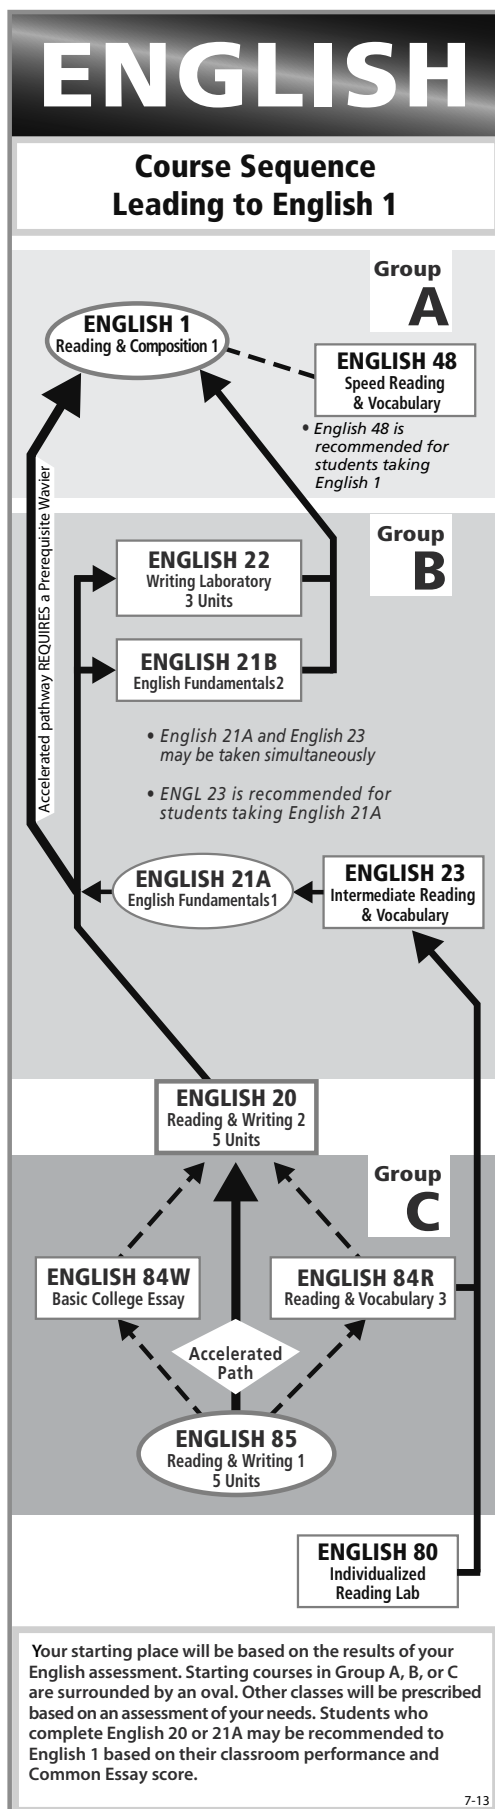 ENGLISH
Course Sequence
Leading to English 1
Group
A
ENGLISH 1
Reading & Composition 1
ENGLISH 48
Speed Reading
& Vocabulary
• English 48 is
recommended for
students taking
English 1
Accelerated pathway REQUIRES a Prerequisite Wavier
Group
B
ENGLISH 22
Writing Laboratory
3 Units
ENGLISH 21B
English Fundamentals2
• English 21A and English 23
may be taken simultaneously
• ENGL 23 is recommended for
students taking English 21A
ENGLISH 21A
English Fundamentals1
ENGLISH 23
Intermediate Reading
& Vocabulary
ENGLISH 20
Reading & Writing 2
5 Units
Group
C
ENGLISH 84W
Basic College Essay
ENGLISH 84R
Reading & Vocabulary 3
Accelerated
Path
ENGLISH 85
Reading & Writing 1
5 Units
ENGLISH 80
Individualized
Reading Lab
Your starting place will be based on the results of your
English assessment. Starting courses in Group A, B, or C
are surrounded by an oval. Other classes will be prescribed
based on an assessment of your needs. Students who
complete English 20 or 21A may be recommended to
English 1 based on their classroom performance and
Common Essay score.
7-13